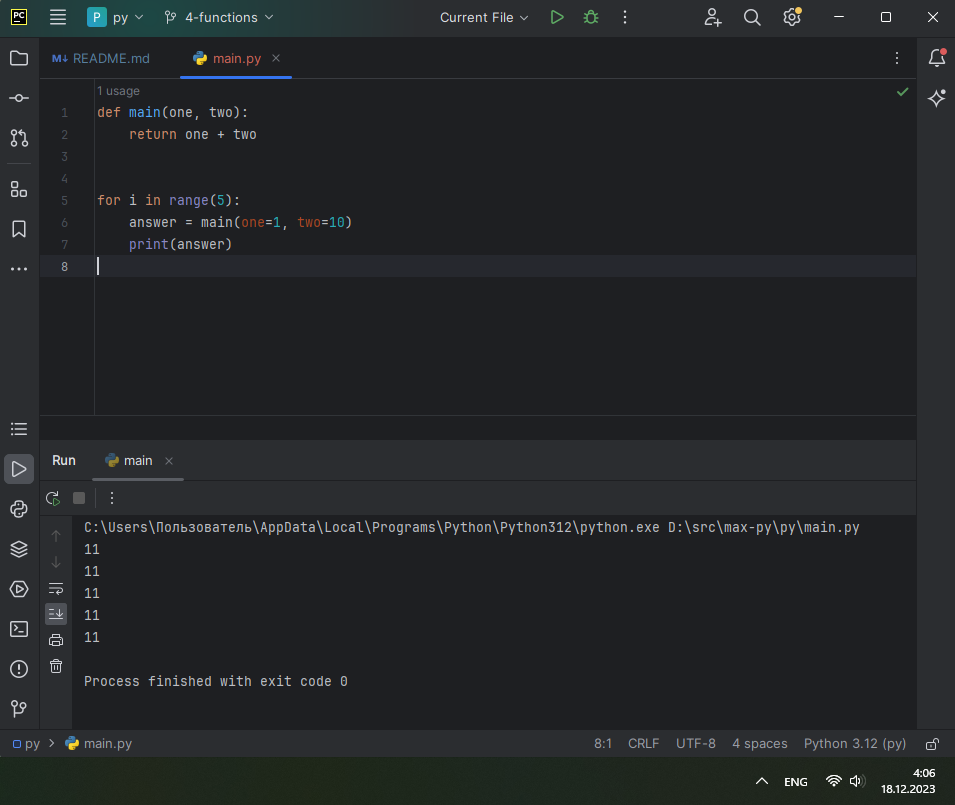 PC P py 4-functions Current File
M↓ README.md main.py
1 usage
1 def main(one, two):
2 return one + two
3
4
5 for i in range(5):
6 answer = main(one=1, two=10)
7 print(answer)
8
Run main
C:\Users\Пользователь\AppData\Local\Programs\Python\Python312\python.exe D:\src\max-py\py\main.py
11
11
11
11
11
Process finished with exit code 0
py main.py 8:1 CRLF UTF-8 4 spaces Python 3.12 (py)
ENG 4:06
18.12.2023